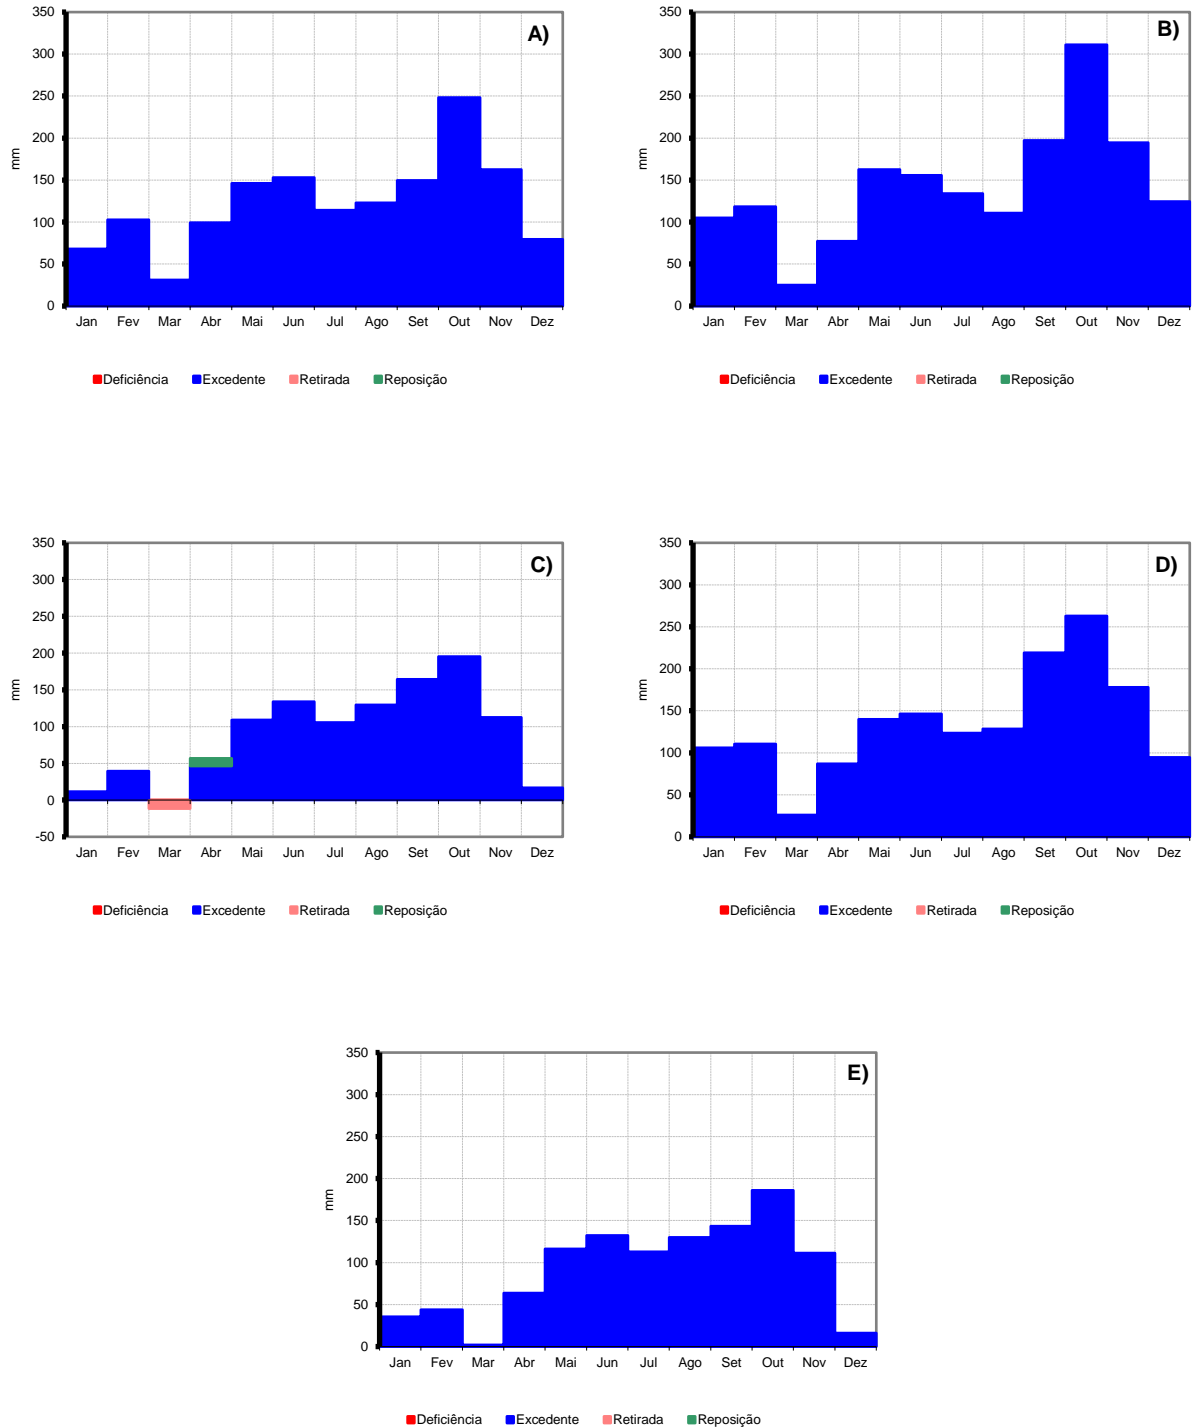 A)
350
300
250
200
150
100
50
0
mm
Jan Fev Mar Abr Mai Jun Jul Ago Set Out Nov Dez
Deficiência Excedente Retirada Reposição
B)
350
300
250
200
150
100
50
0
mm
Jan Fev Mar Abr Mai Jun Jul Ago Set Out Nov Dez
Deficiência Excedente Retirada Reposição
C)
350
300
250
200
150
100
50
0
-50
mm
Jan Fev Mar Abr Mai Jun Jul Ago Set Out Nov Dez
Deficiência Excedente Retirada Reposição
D)
350
300
250
200
150
100
50
0
mm
Jan Fev Mar Abr Mai Jun Jul Ago Set Out Nov Dez
Deficiência Excedente Retirada Reposição
E)
350
300
250
200
150
100
50
0
mm
Jan Fev Mar Abr Mai Jun Jul Ago Set Out Nov Dez
Deficiência Excedente Retirada Reposição